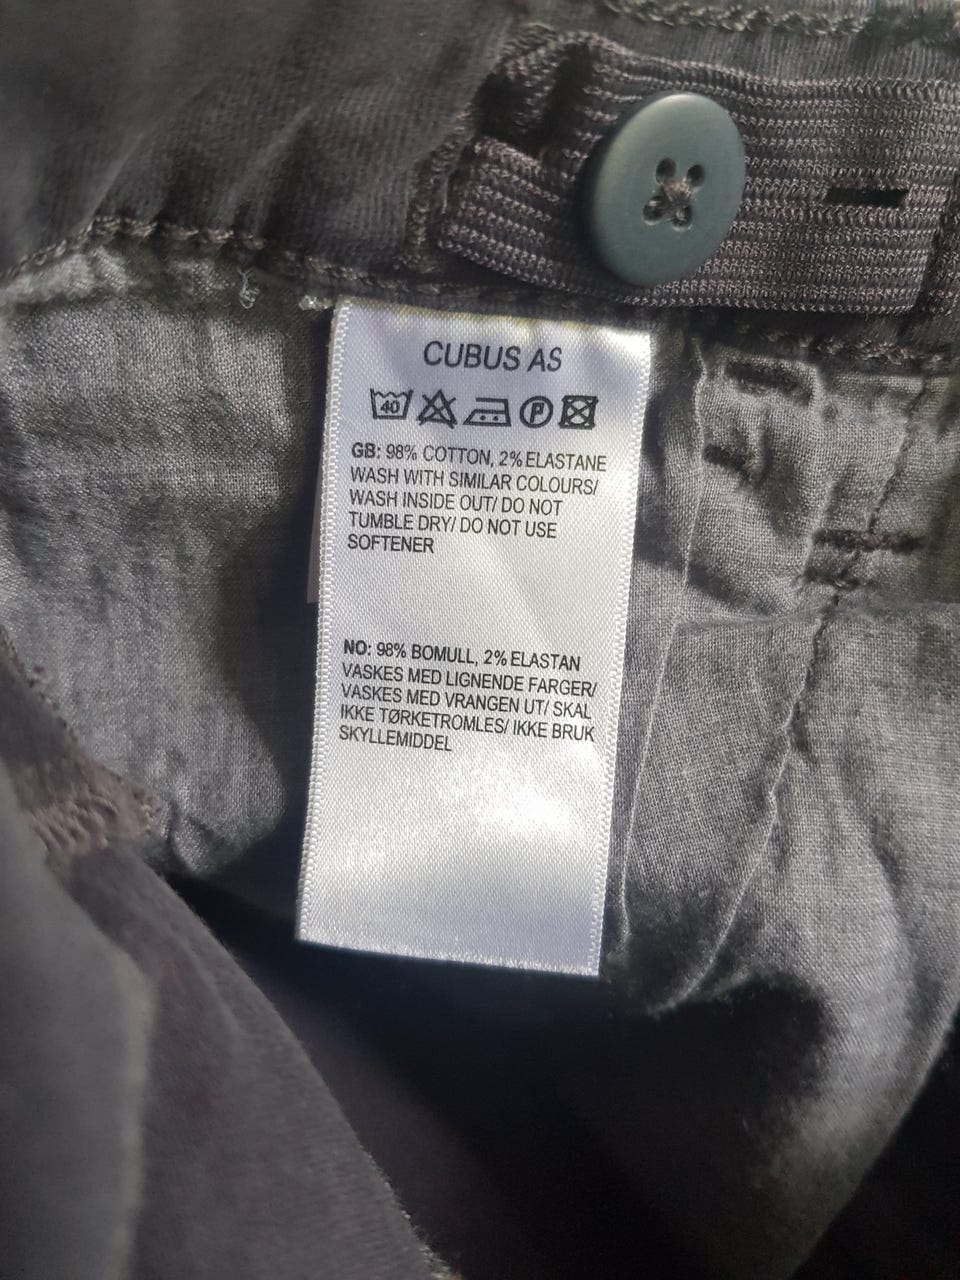 CUBUS AS
40 P
GB: 98% COTTON, 2% ELASTANE
WASH WITH SIMILAR COLOURS/
WASH INSIDE OUT/ DO NOT
TUMBLE DRY/ DO NOT USE
SOFTENER
NO: 98% BOMULL, 2% ELASTAN
VASKES MED LIGNENDE FARGER/
VASKES MED VRANGEN UT/ SKAL
IKKE TØRKETROMLES/ IKKE BRUK
SKYLLEMIDDEL